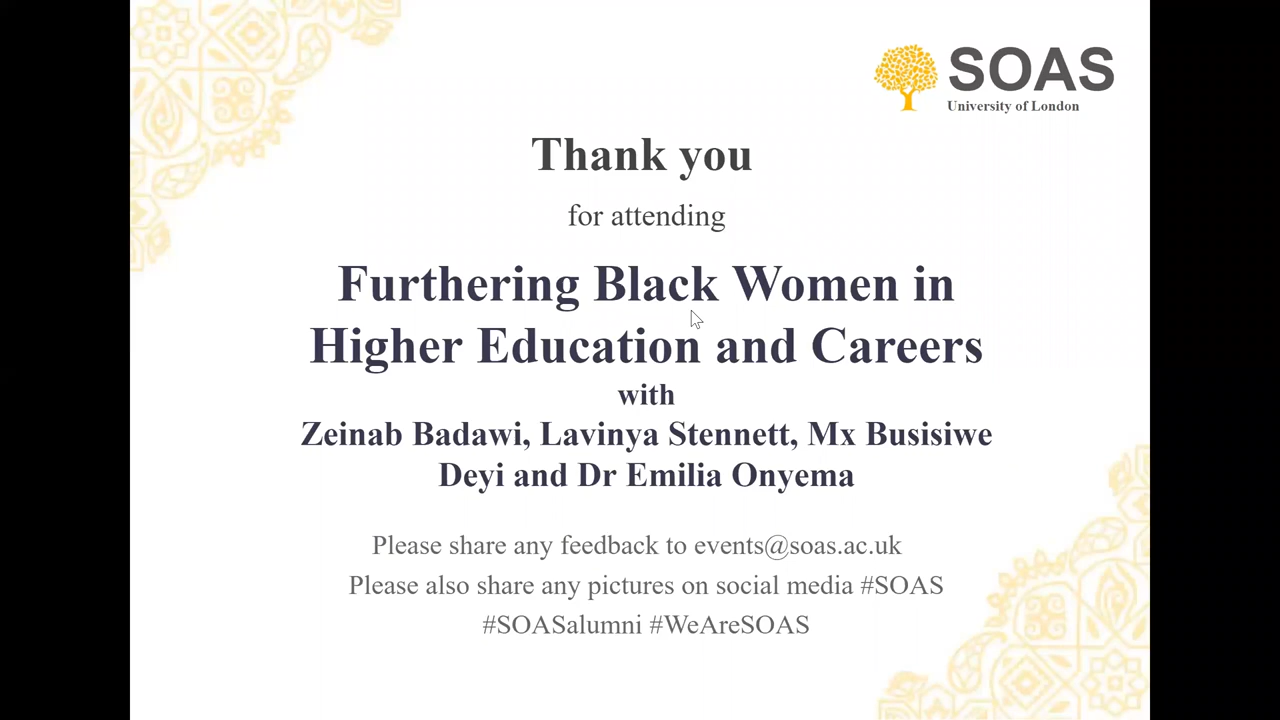 SOAS
University of London
Thank you
for attending
Furthering Black Women in
Higher Education and Careers
with
Zeinab Badawi, Lavinya Stennett, Mx Busisiwe
Deyi and Dr Emilia Onyema
Please share any feedback to events@soas.ac.uk
Please also share any pictures on social media #SOAS
#SOASalumni #WeAreSOAS